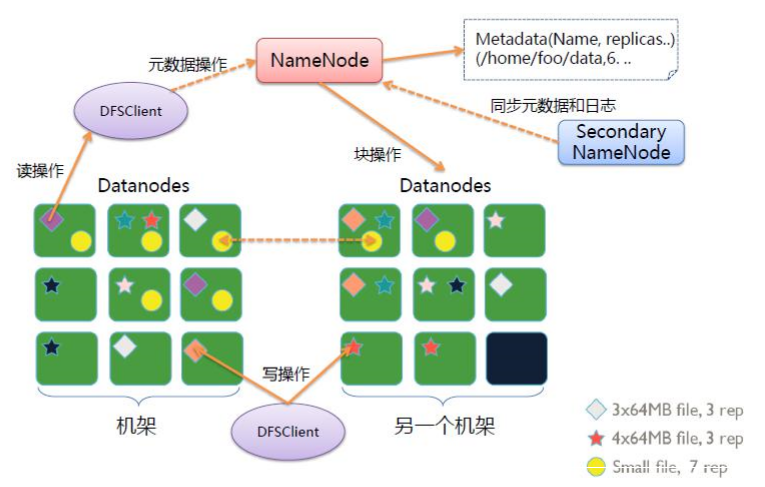 NameNode
Metadata(Name, replicas..)
(/home/foo/data,6. ..
元数据操作
DFSClient
同步元数据和日志
Secondary
NameNode
读操作
块操作
Datanodes
Datanodes
写操作
机架
DFSClient
另一个机架
3x64MB file, 3 rep
4x64MB file, 3 rep
Small file, 7 rep